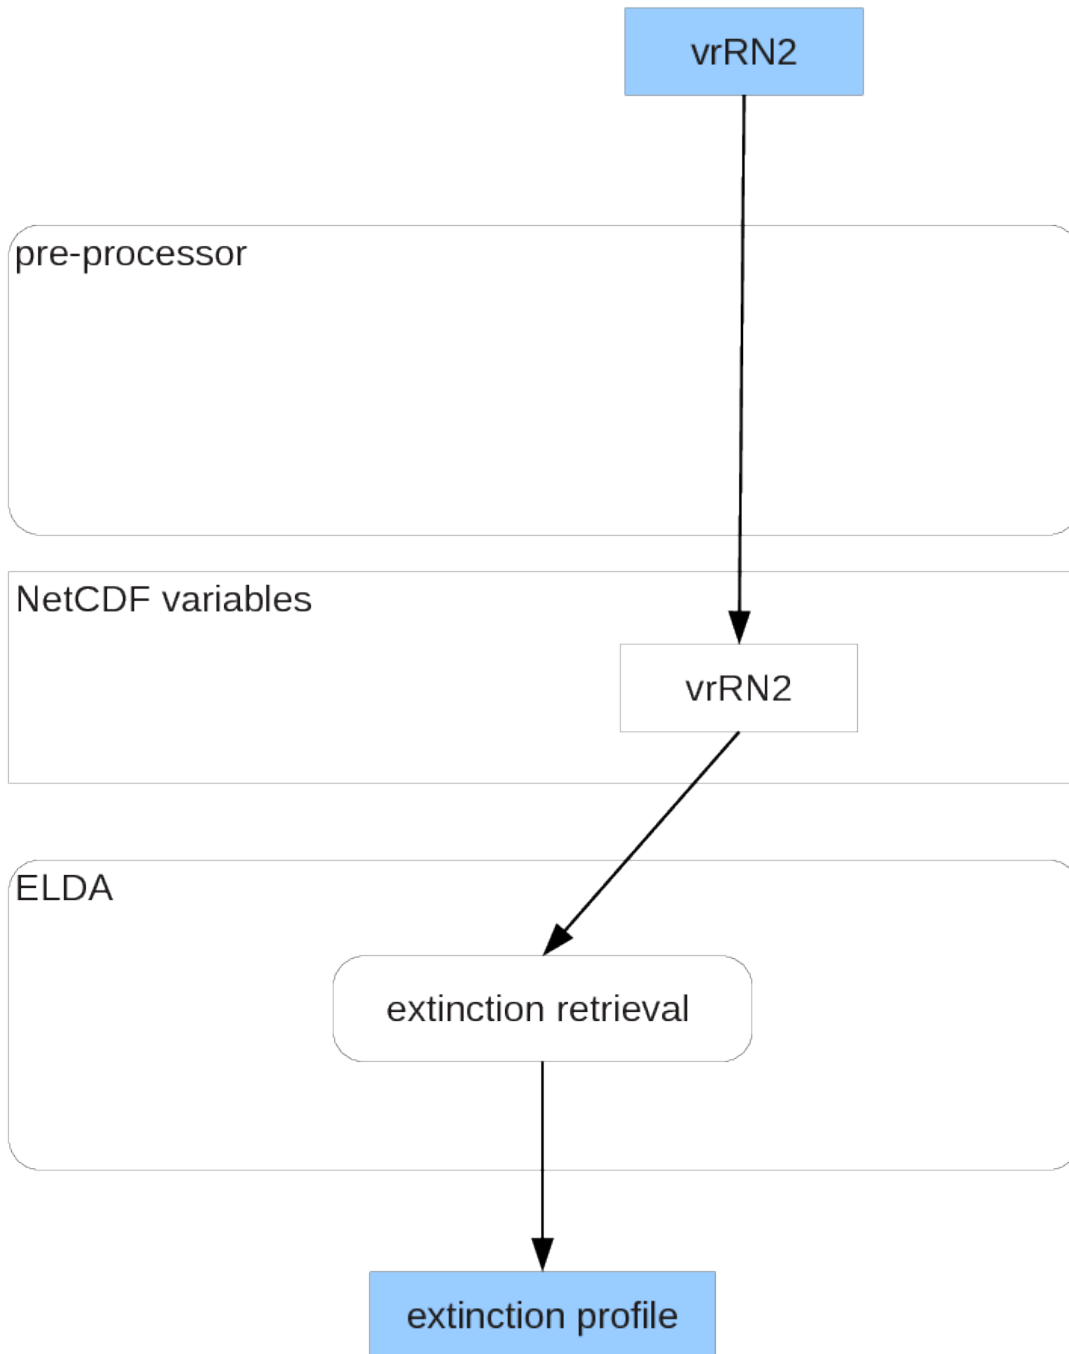 vrRN2
pre-processor
NetCDF variables
vrRN2
ELDA
extinction retrieval
extinction profile